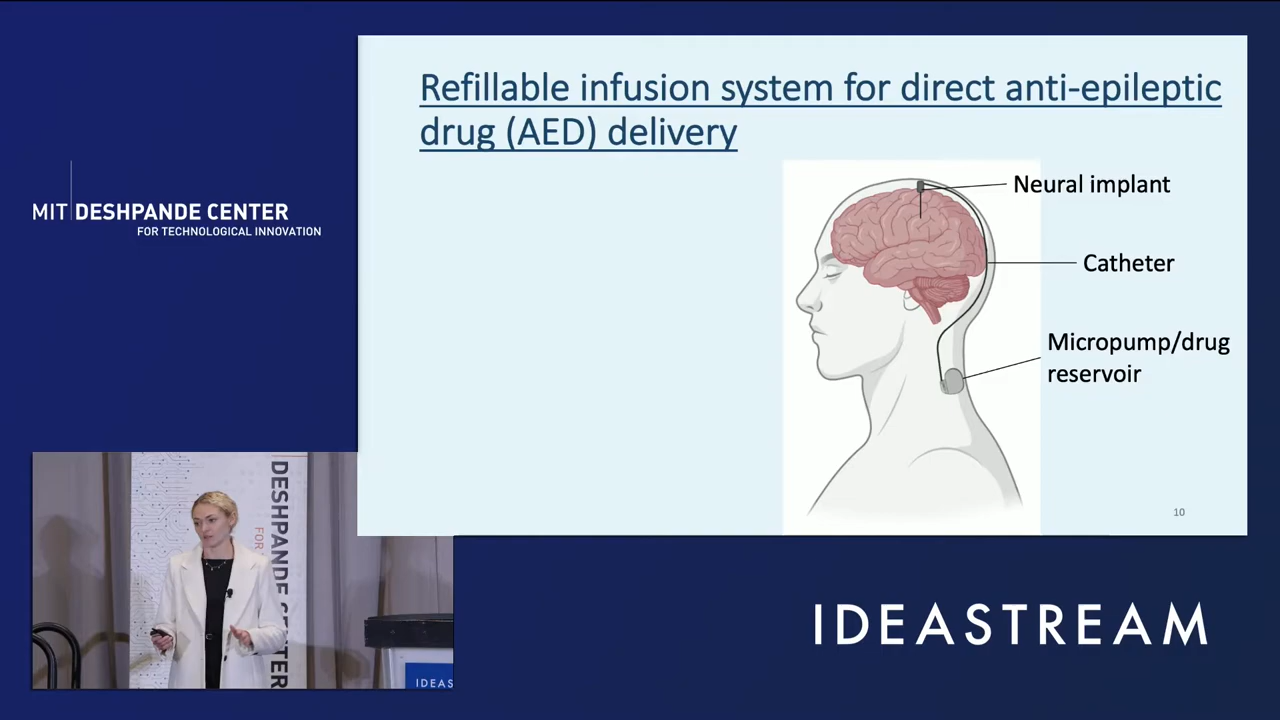 Refillable infusion system for direct anti-epileptic
drug (AED) delivery
MIT DESHPANDE CENTER
FOR TECHNOLOGICAL INNOVATION
Neural implant
Catheter
Micropump/drug
reservoir
10
DESHPANDE CENTER
FOR
IDEAS
IDEASTREAM